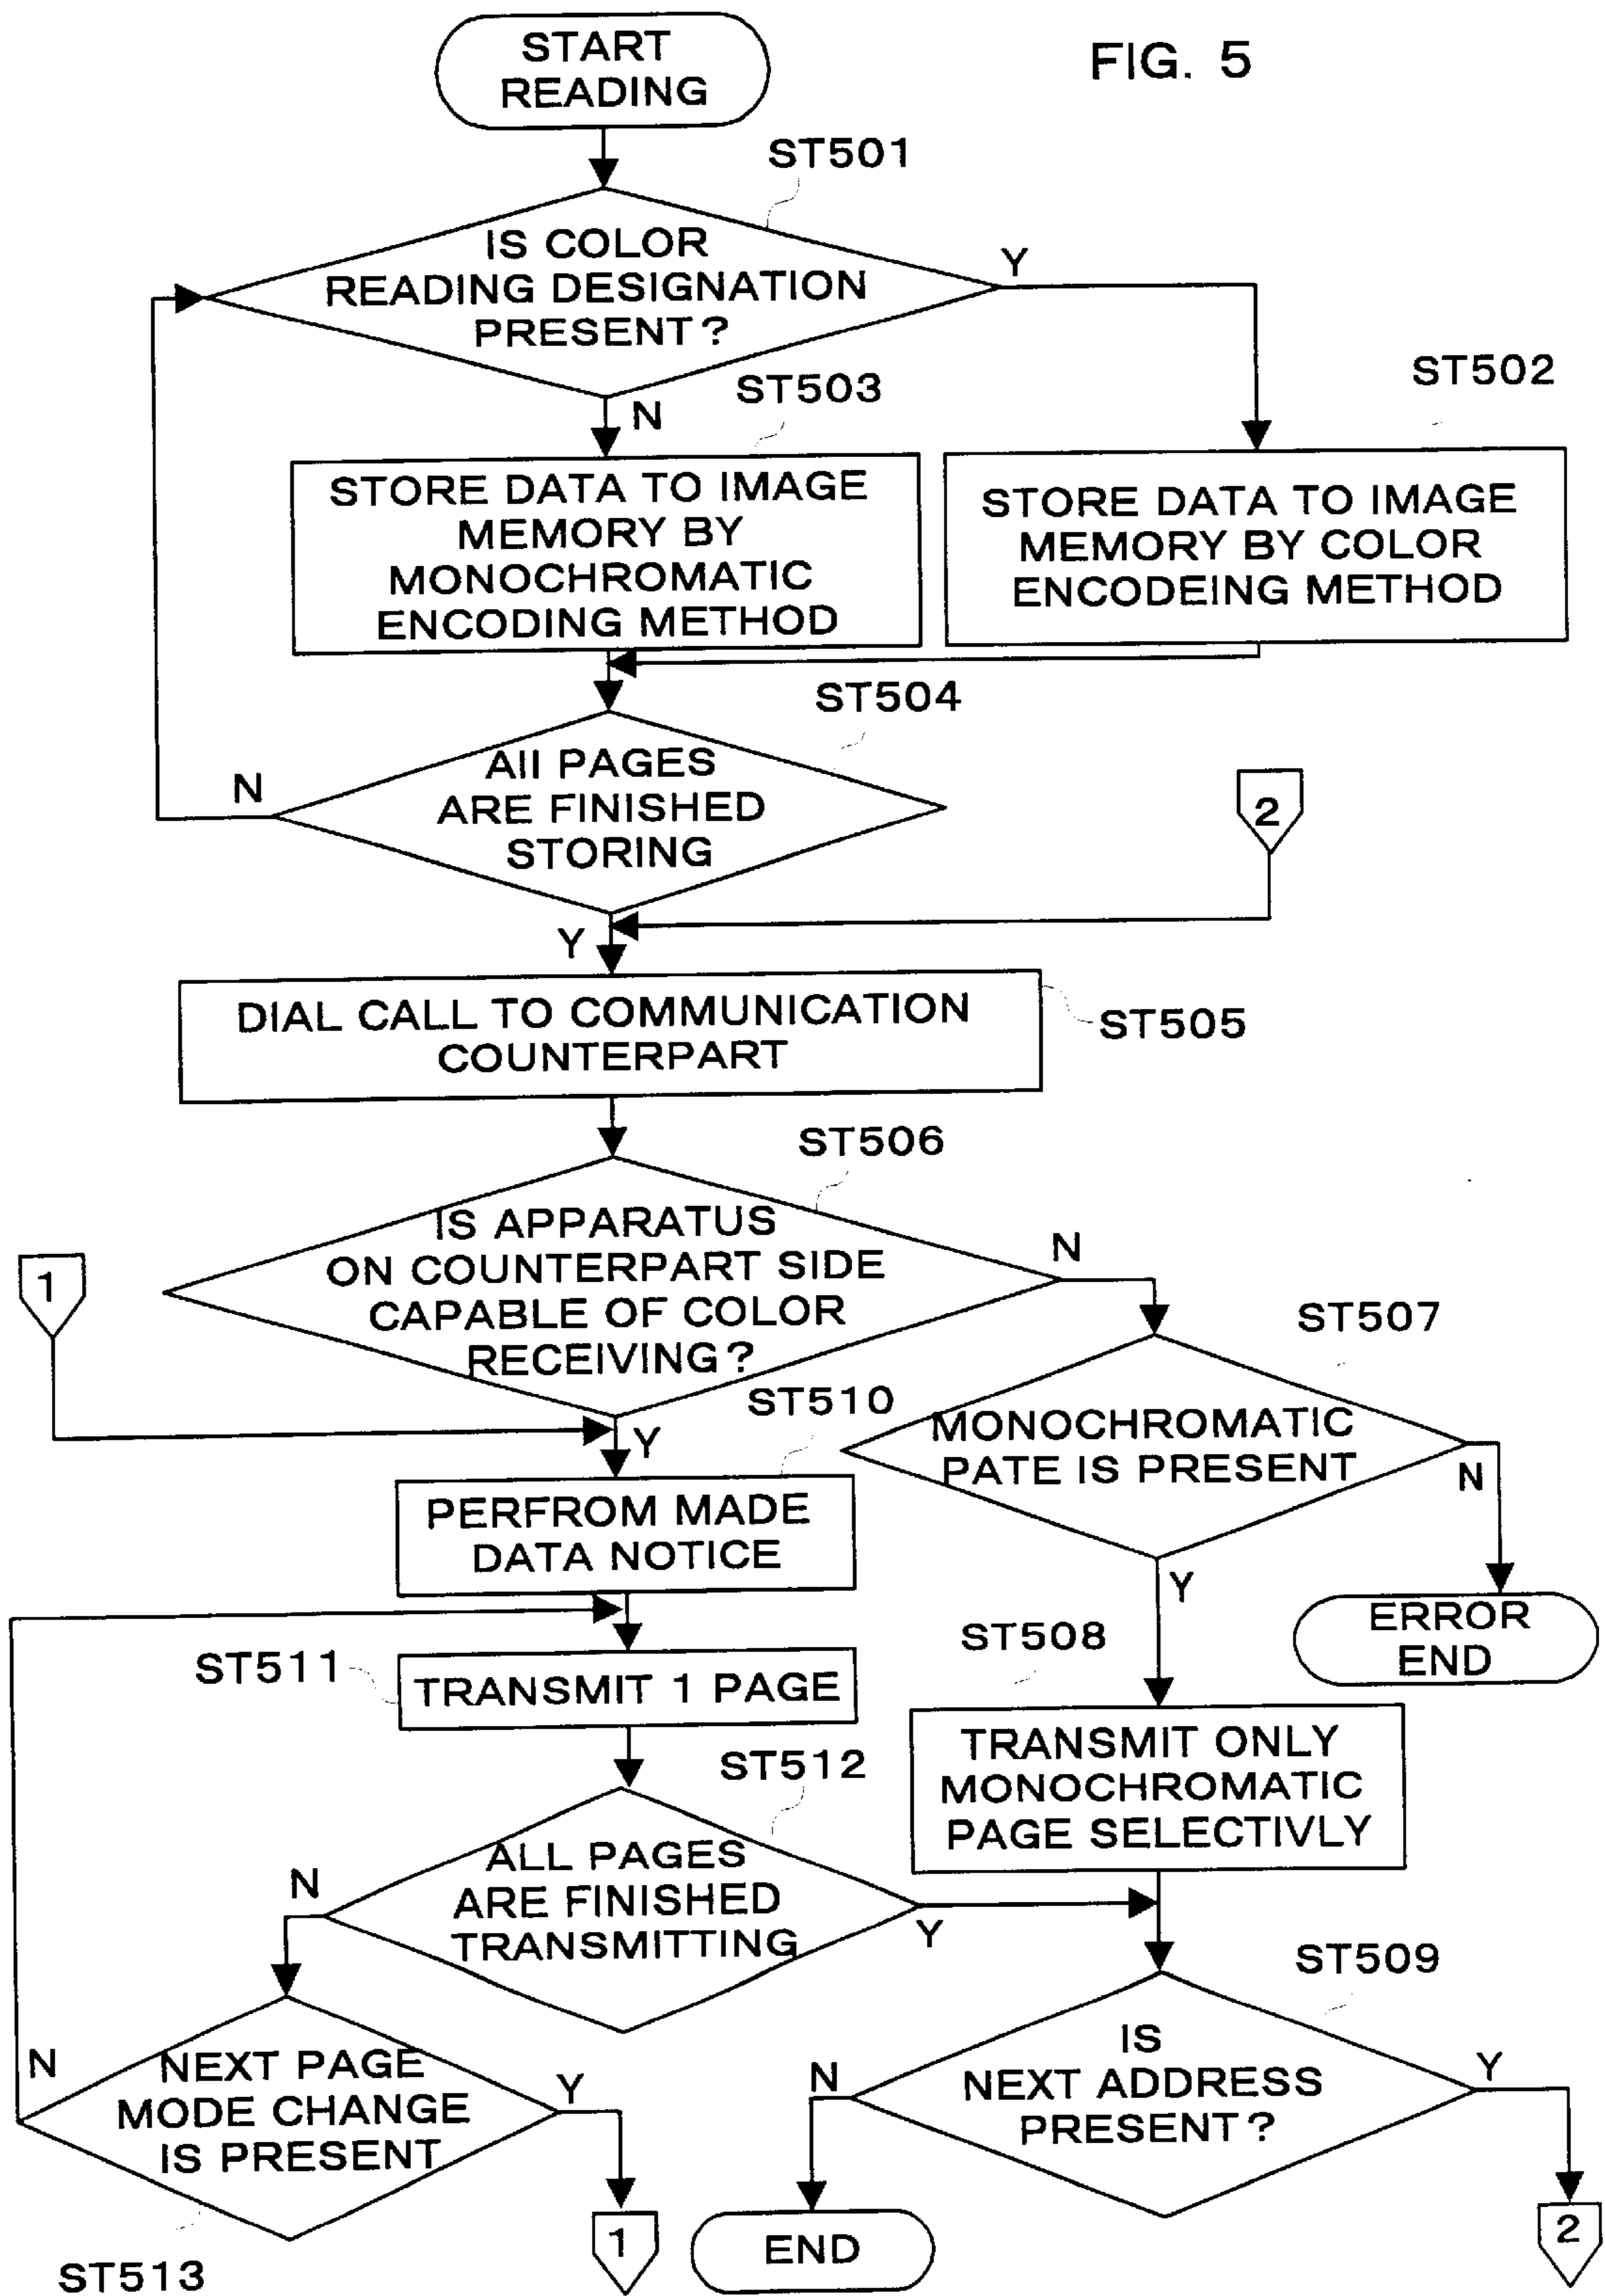 START
READING
FIG. 5
ST501
IS COLOR
READING DESIGNATION
PRESENT?
Y
ST503
N
ST502
STORE DATA TO IMAGE
MEMORY BY
MONOCHROMATIC
ENCODING METHOD
STORE DATA TO IMAGE
MEMORY BY COLOR
ENCODEING METHOD
ST504
All PAGES
ARE FINISHED
STORING
N
2
Y
DIAL CALL TO COMMUNICATION
COUNTERPART
ST505
ST506
IS APPARATUS
ON COUNTERPART SIDE
CAPABLE OF COLOR
RECEIVING?
N
1
ST507
ST510
Y
MONOCHROMATIC
PATE IS PRESENT
N
PERFROM MADE
DATA NOTICE
Y
ERROR
END
ST508
ST511
TRANSMIT 1 PAGE
TRANSMIT ONLY
MONOCHROMATIC
PAGE SELECTIVLY
ST512
ALL PAGES
ARE FINISHED
TRANSMITTING
N
Y
ST509
IS
NEXT ADDRESS
PRESENT?
N
Y
N
NEXT PAGE
MODE CHANGE
IS PRESENT
Y
ST513
1
END
2